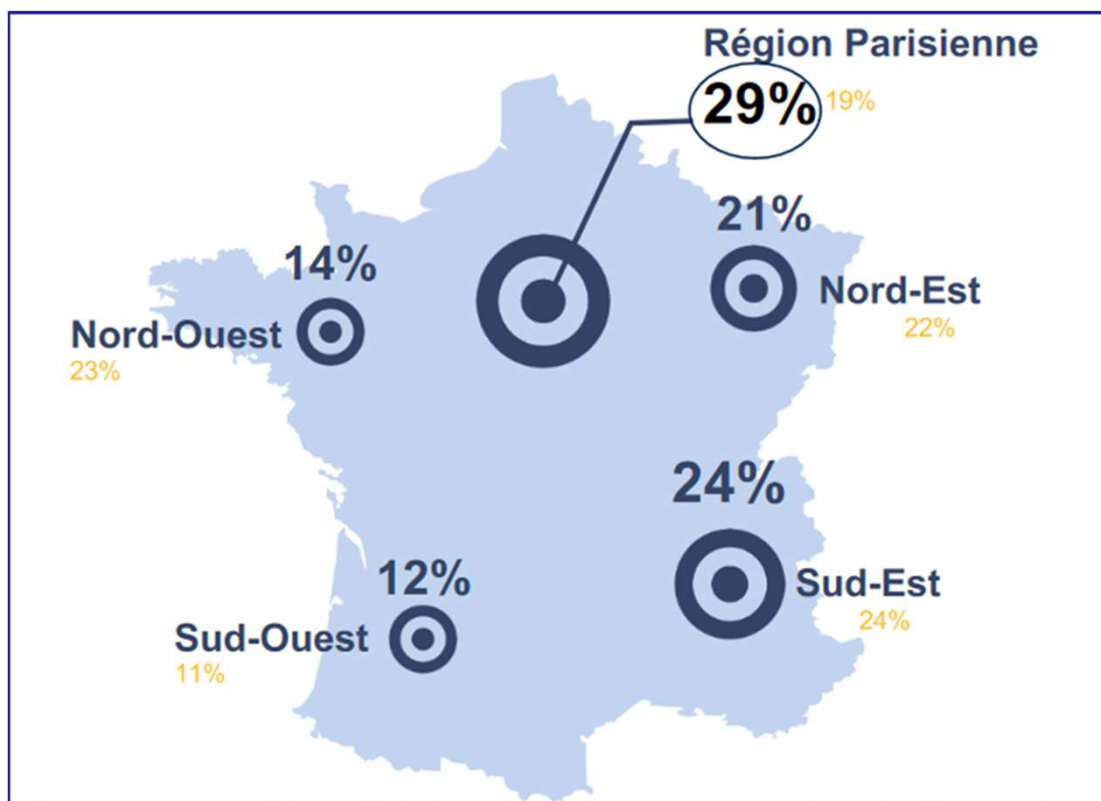 Région Parisienne
29% 19%
21%
14%
Nord-Est
22%
Nord-Ouest
23%
24%
12%
Sud-Est
24%
Sud-Ouest
11%